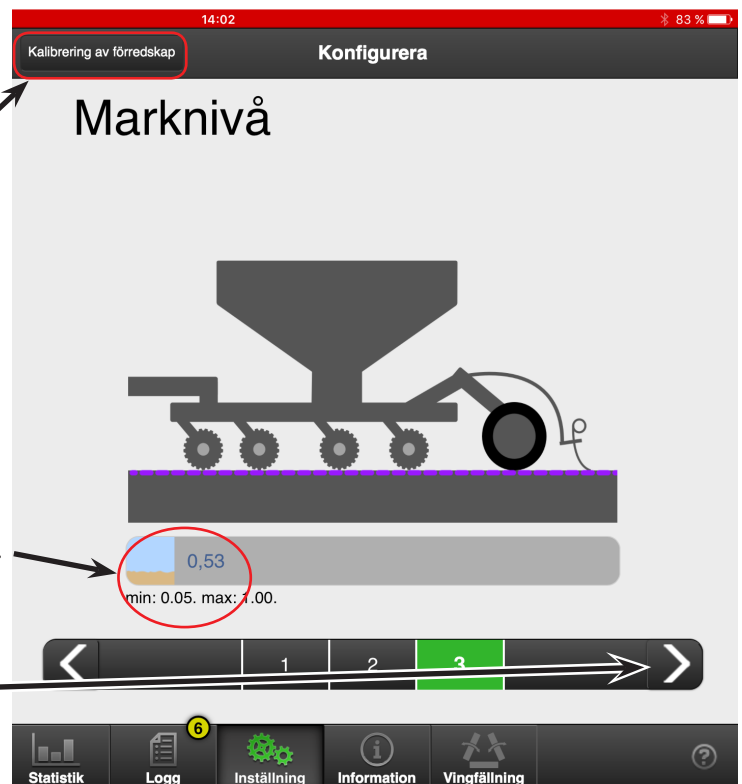 14:02
83 %
Kalibrering av förredskap
Konfigurera
Marknivå
0,53
min: 0.05. max: 1.00.
1
2
3
6
Statistik
Logg
Inställning
Information
Vingfällning
?